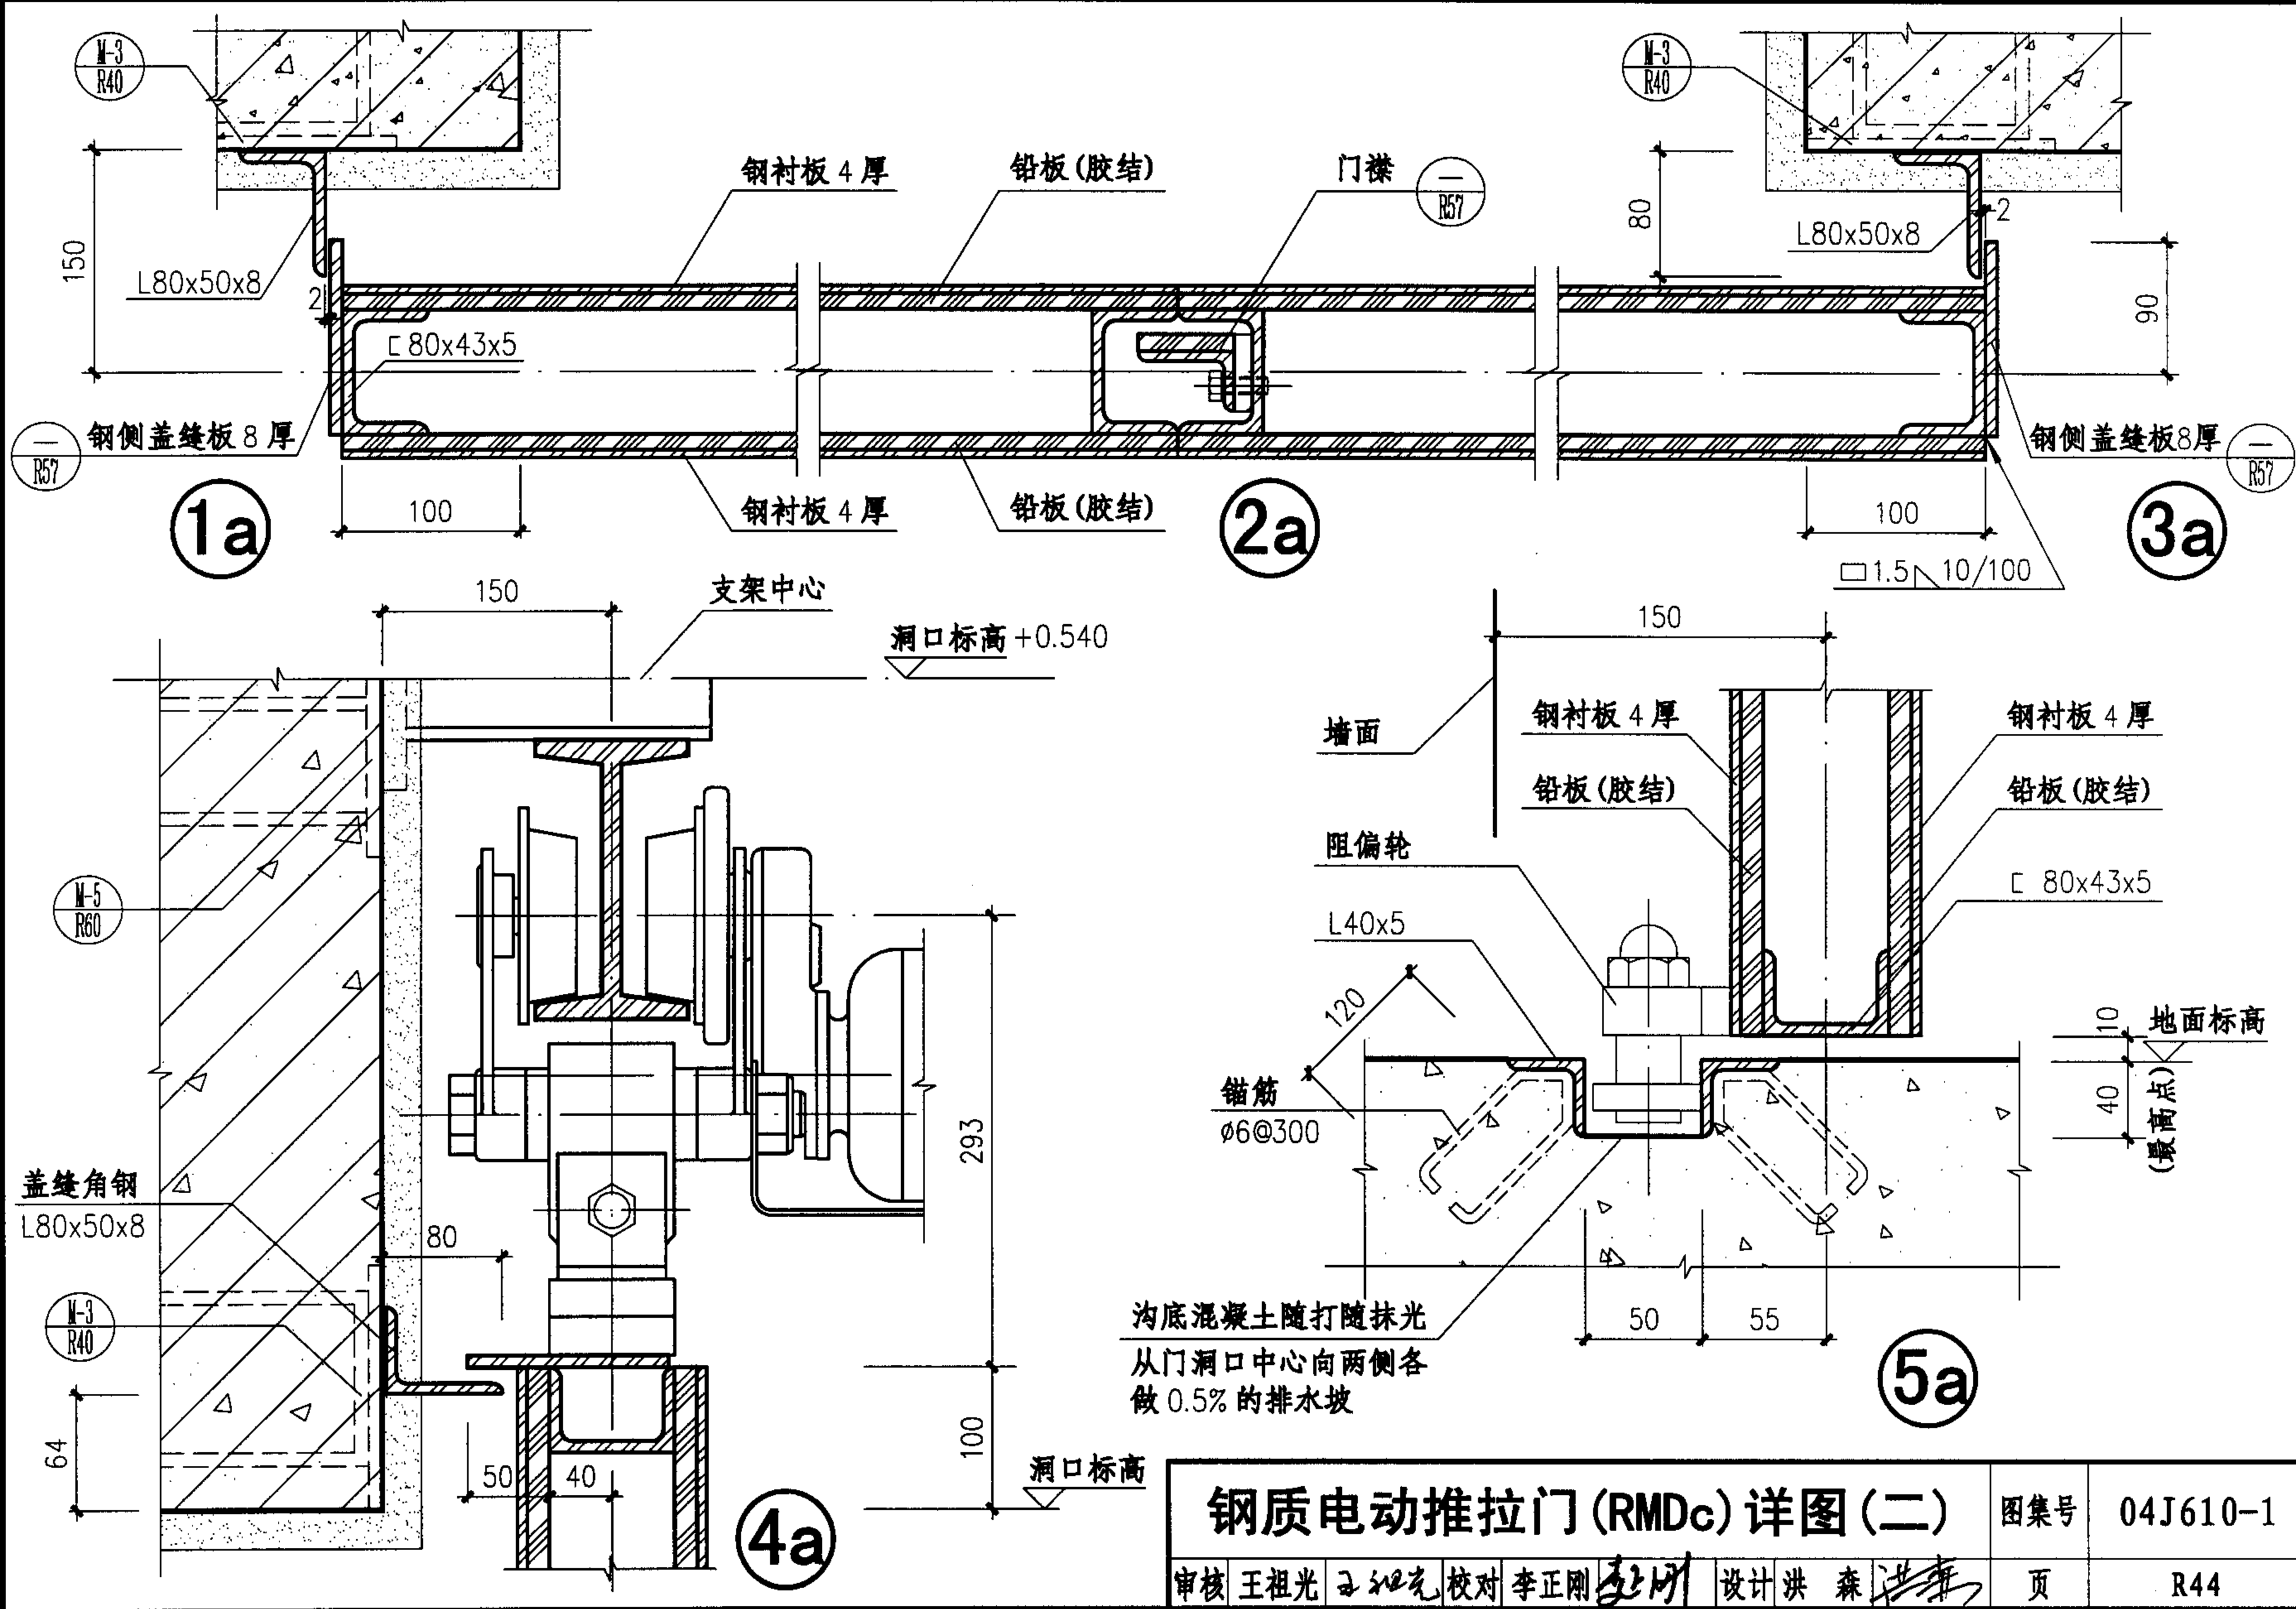 M-3
R40
150
L80x50x8
2
钢衬板 4 厚
铅板(胶结)
门襟
—
R57
M-3
R40
80
L80x50x8
2
90
⊏ 80x43x5
钢侧盖缝板 8 厚
—
R57
1a
100
钢衬板 4 厚
铅板(胶结)
2a
钢侧盖缝板8厚
—
R57
100
3a
1.5 10/100
150
支架中心
洞口标高 +0.540
M-5
R60
293
盖缝角钢
L80x50x8
80
M-3
R40
64
50
40
100
洞口标高
4a
150
墙面
钢衬板 4 厚
钢衬板 4 厚
铅板(胶结)
铅板(胶结)
阻偏轮
L40x5
⊏ 80x43x5
120
锚筋
ø6@300
10
地面标高
40
(最高点)
沟底混凝土随打随抹光
从门洞口中心向两侧各
做 0.5% 的排水坡
50
55
5a
钢质电动推拉门(RMDc)详图(二)
图集号
04J610-1
审核 王祖光 王祖光 校对 李正刚 设计 洪 森 洪森 页 R44